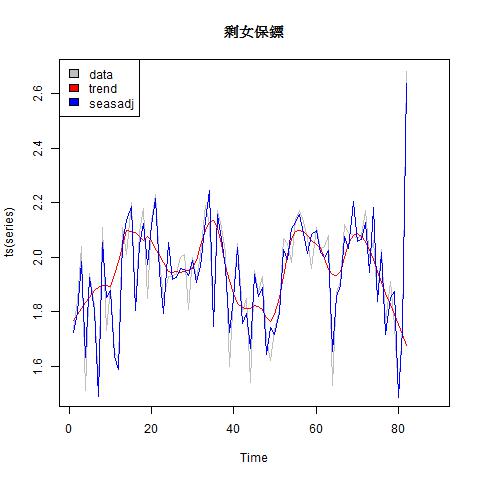 剩女保鏢
data
trend
seasadj
ts(series)
2.6
2.4
2.2
2.0
1.8
1.6
0 20 40 60 80
Time